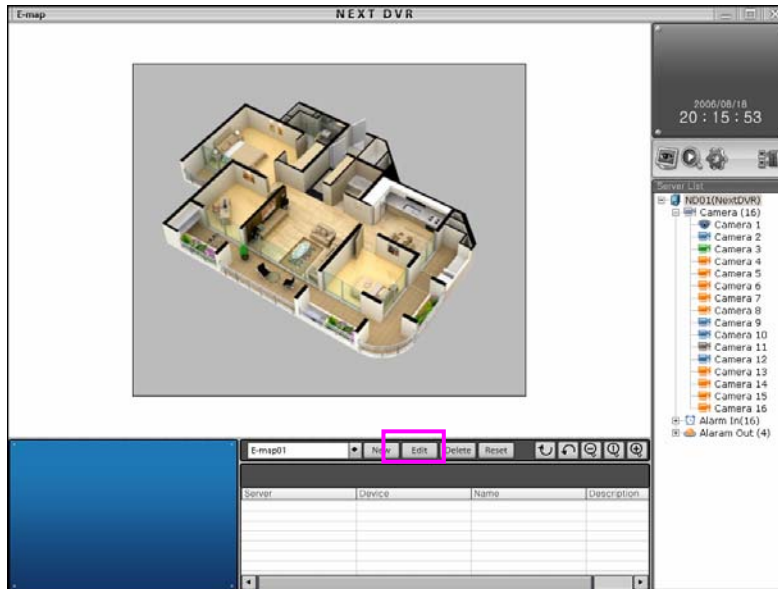 E-map NEXT DVR
2006/08/18
20 : 15 : 53
Server List
ND01(NextDVR)
Camera (16)
Camera 1
Camera 2
Camera 3
Camera 4
Camera 5
Camera 6
Camera 7
Camera 8
Camera 9
Camera 10
Camera 11
Camera 12
Camera 13
Camera 14
Camera 15
Camera 16
Alarm In(16)
Alaram Out (4)
E-map01 New Edit Delete Reset
Server Device Name Description